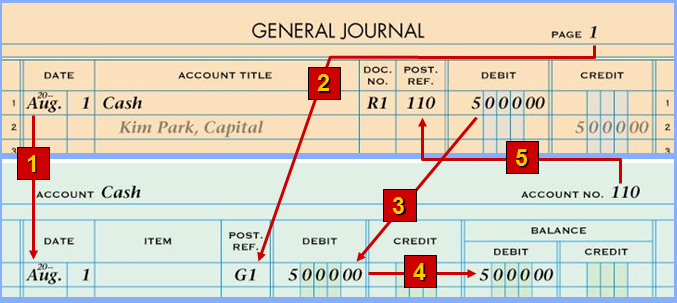 GENERAL JOURNAL PAGE 1
2
DATE ACCOUNT TITLE DOC. NO. POST. REF. DEBIT CREDIT
20--
1 Aug. 1 Cash R1 110 5 0 0 0 00 1
2 Kim Park, Capital 5 0 0 0 00 2
3 3
1 5
ACCOUNT Cash ACCOUNT NO. 110
3
DATE ITEM POST. REF. DEBIT CREDIT BALANCE
DEBIT CREDIT
20--
Aug. 1 G1 5 0 0 0 00 4 5 0 0 0 00